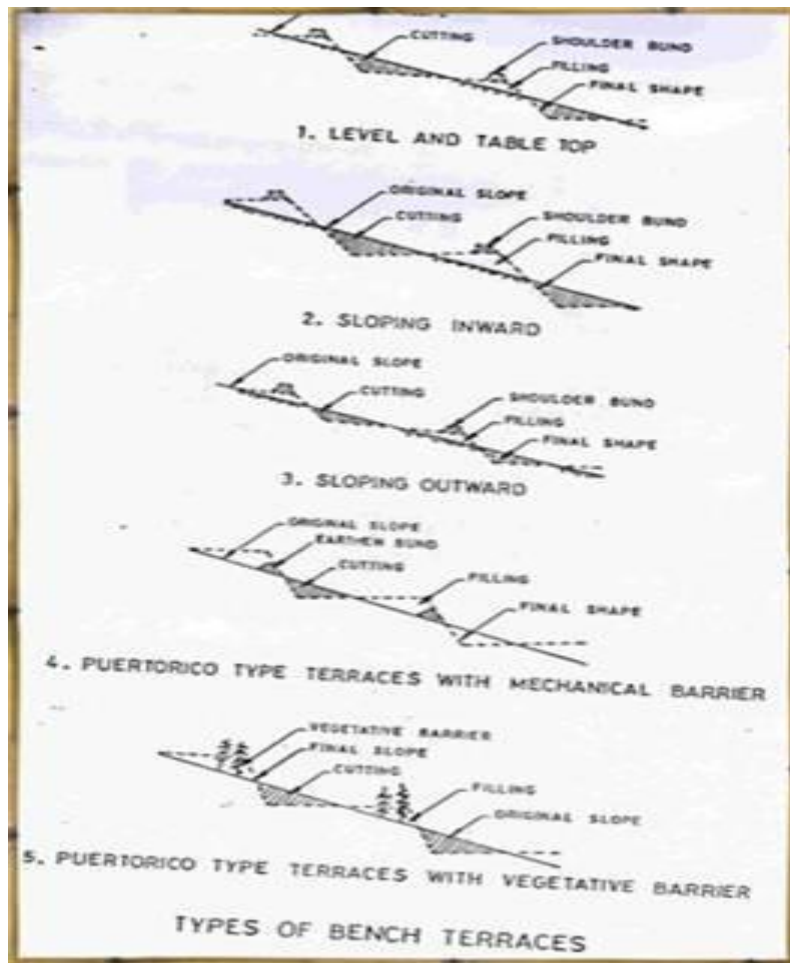 CUTTING
SHOULDER BUND
FILLING
FINAL SHAPE
1. LEVEL AND TABLE TOP
ORIGINAL SLOPE
CUTTING
SHOULDER BUND
FILLING
FINAL SHAPE
2. SLOPING INWARD
ORIGINAL SLOPE
CUTTING
SHOULDER BUND
FILLING
FINAL SHAPE
3. SLOPING OUTWARD
ORIGINAL SLOPE
EARTHEW BUND
CUTTING
FILLING
FINAL SHAPE
4. PUERTORICO TYPE TERRACES WITH MECHANICAL BARRIER
VEGETATIVE BARRIER
FINAL SLOPE
CUTTING
FILLING
ORIGINAL SLOPE
5. PUERTORICO TYPE TERRACES WITH VEGETATIVE BARRIER
TYPES OF BENCH TERRACES